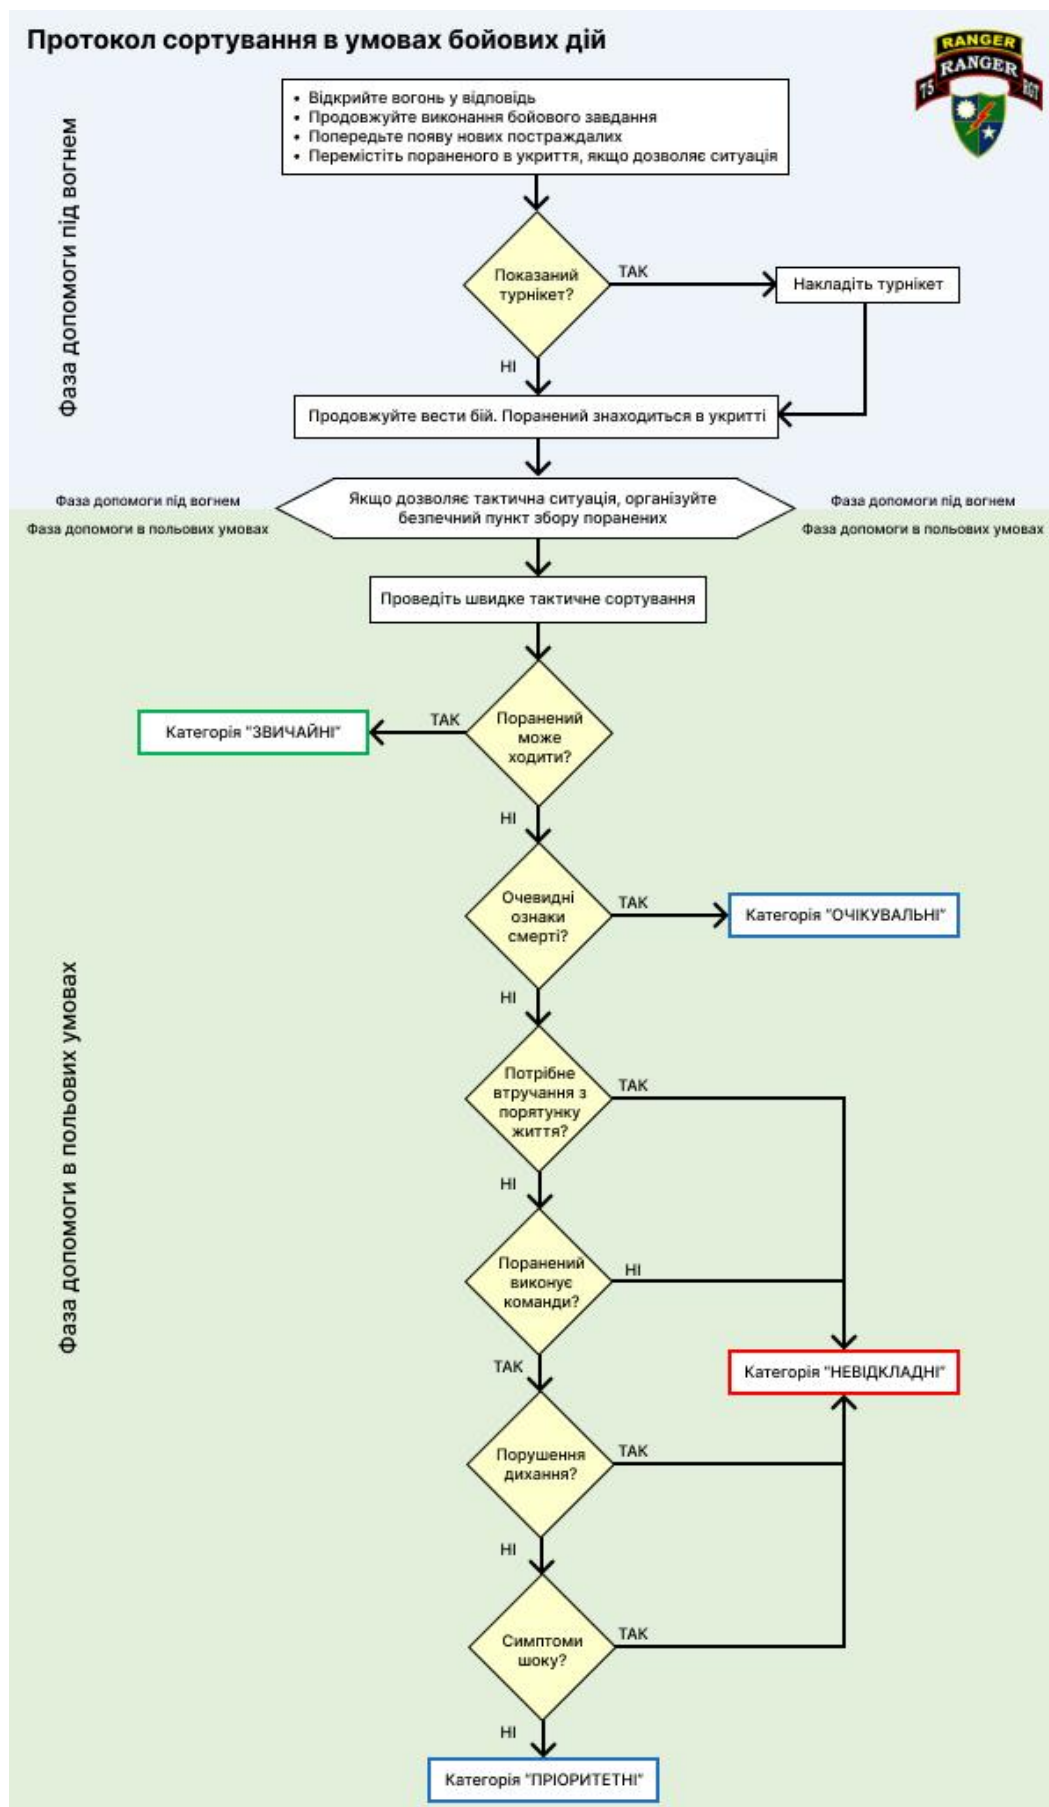 Протокол сортування в умовах бойових дій
RANGER
75 RANGER RGT
Фаза допомоги під вогнем
• Відкрийте вогонь у відповідь
• Продовжуйте виконання бойового завдання
• Попередьте появу нових постраждалих
• Перемістіть пораненого в укриття, якщо дозволяє ситуація
Показаний
турнікет?
ТАК
Накладіть турнікет
НІ
Продовжуйте вести бій. Поранений знаходиться в укритті
Фаза допомоги під вогнем
Фаза допомоги в польових умовах
Якщо дозволяє тактична ситуація, організуйте
безпечний пункт збору поранених
Фаза допомоги під вогнем
Фаза допомоги в польових умовах
Фаза допомоги в польових умовах
Проведіть швидке тактичне сортування
Поранений
може
ходити?
ТАК
Категорія "ЗВИЧАЙНІ"
НІ
Очевидні
ознаки
смерті?
ТАК
Категорія "ОЧІКУВАЛЬНІ"
НІ
Потрібне
втручання з
порятунку
життя?
ТАК
НІ
Поранений
виконує
команди?
НІ
ТАК
Категорія "НЕВІДКЛАДНІ"
Порушення
дихання?
ТАК
НІ
Симптоми
шоку?
ТАК
НІ
Категорія "ПРІОРИТЕТНІ"